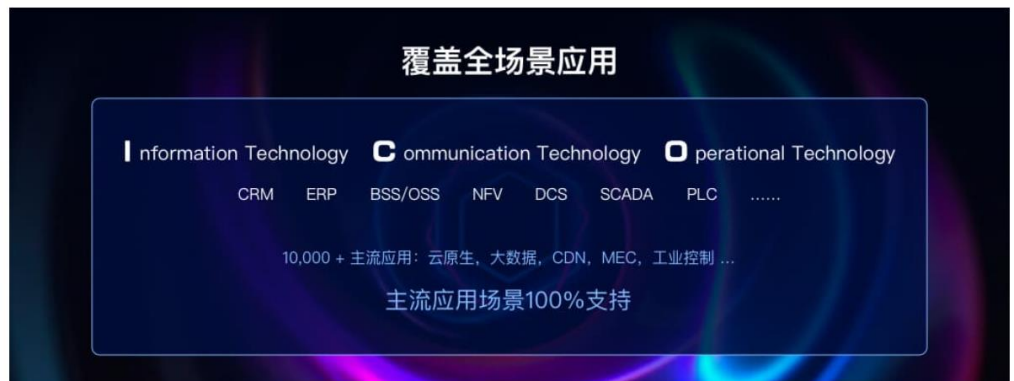 覆盖全场景应用
Information Technology Communication Technology Operational Technology
CRM ERP BSS/OSS NFV DCS SCADA PLC ......
10,000 + 主流应用：云原生，大数据，CDN，MEC，工业控制 ...
主流应用场景100%支持